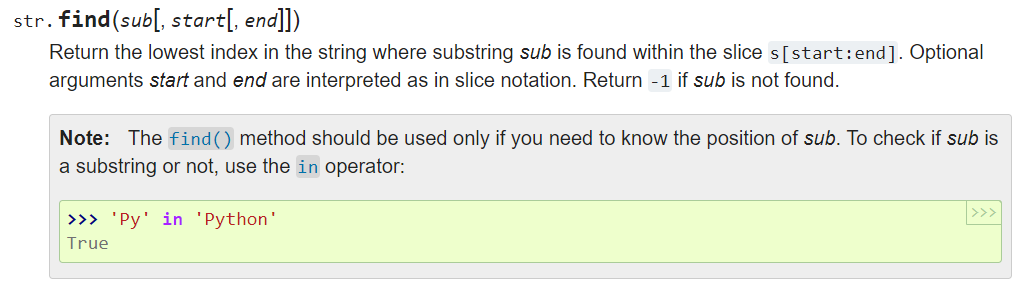 str.find(sub[, start[, end]])
Return the lowest index in the string where substring sub is found within the slice s[start:end]. Optional
arguments start and end are interpreted as in slice notation. Return -1 if sub is not found.
Note: The find() method should be used only if you need to know the position of sub. To check if sub is
a substring or not, use the in operator:
>>> 'Py' in 'Python'
>>>
True